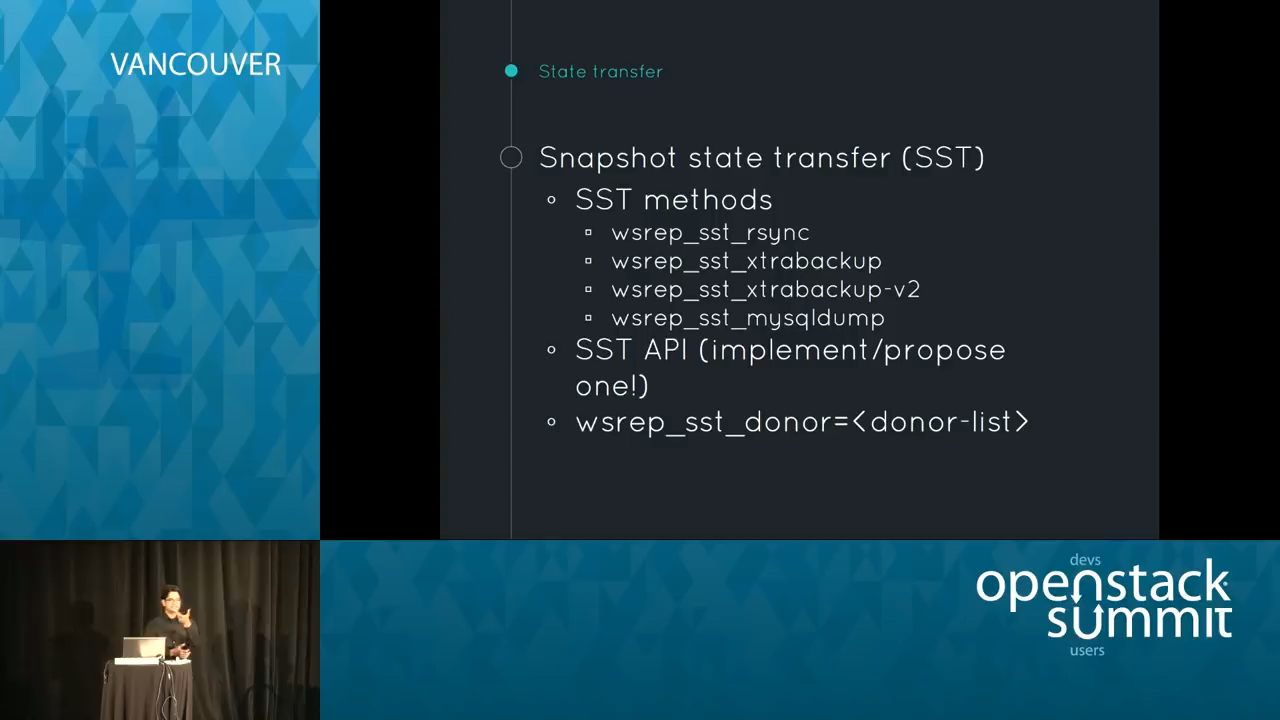 VANCOUVER
State transfer
Snapshot state transfer (SST)
SST methods
wsrep_sst_rsync
wsrep_sst_xtrabackup
wsrep_sst_xtrabackup-v2
wsrep_sst_mysqldump
SST API (implement/propose
one!)
wsrep_sst_donor=<donor-list>
devs
openstack
summit
users